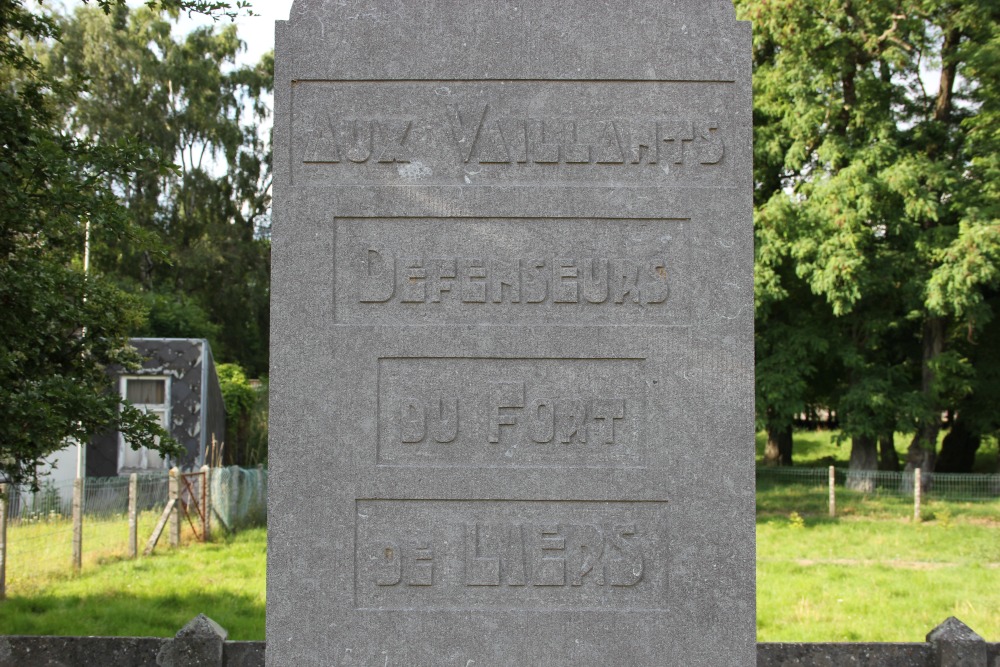 Aux Vaillants
Defenseurs
du Fort
de Liers